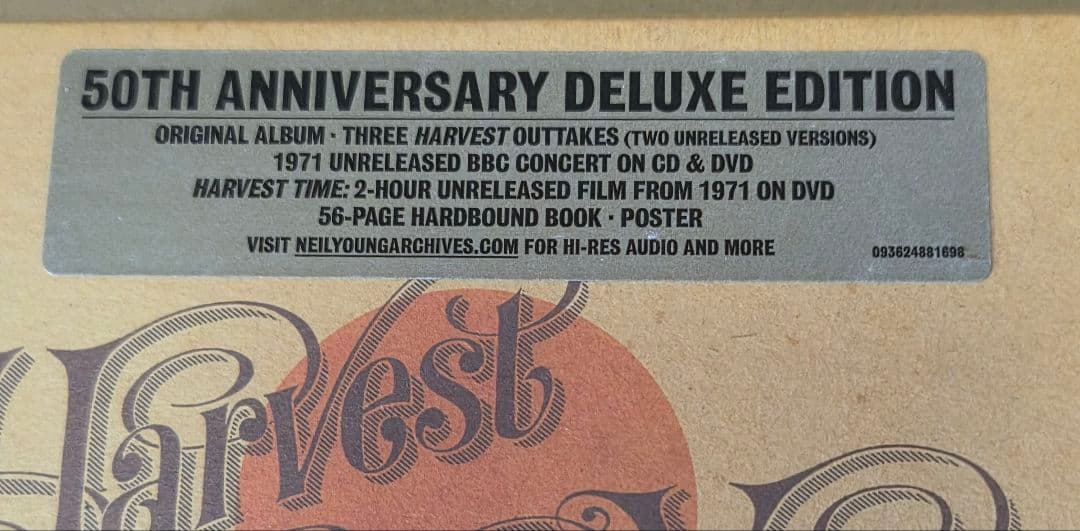 50TH ANNIVERSARY DELUXE EDITION
ORIGINAL ALBUM · THREE HARVEST OUTTAKES (TWO UNRELEASED VERSIONS)
1971 UNRELEASED BBC CONCERT ON CD & DVD
HARVEST TIME: 2-HOUR UNRELEASED FILM FROM 1971 ON DVD
56-PAGE HARDBOUND BOOK · POSTER
VISIT NEILYOUNGARCHIVES.COM FOR HI-RES AUDIO AND MORE
093624881698
Harvest